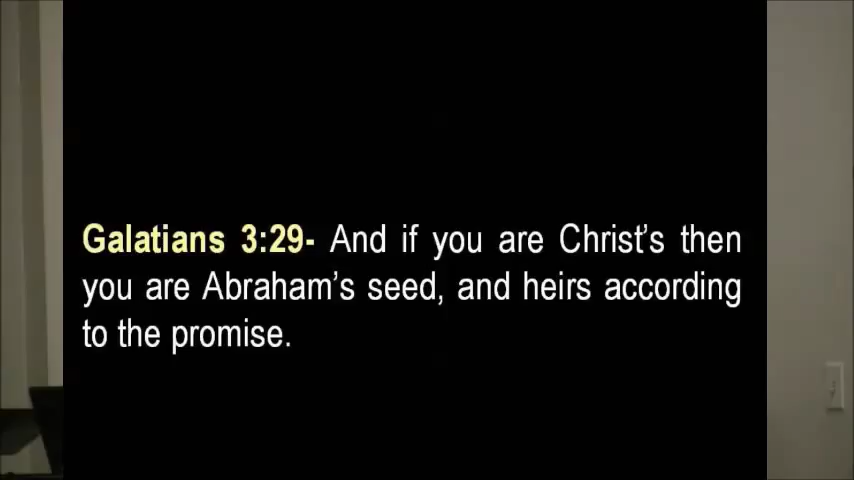 Galatians 3:29- And if you are Christ's then
you are Abraham's seed, and heirs according
to the promise.